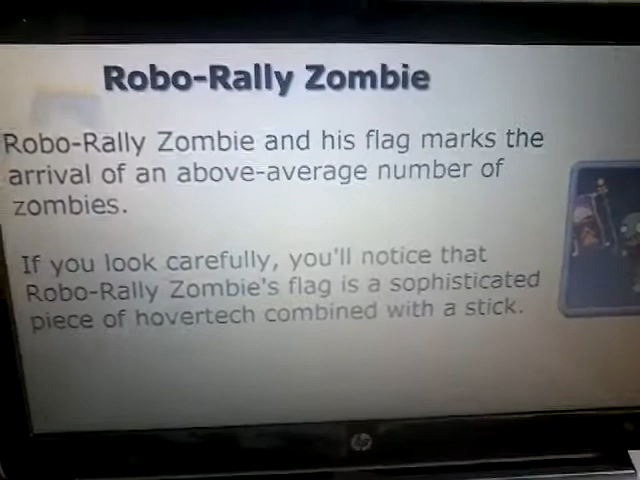 Robo-Rally Zombie
Robo-Rally Zombie and his flag marks the
arrival of an above-average number of
zombies.
If you look carefully, you'll notice that
Robo-Rally Zombie's flag is a sophisticated
piece of hovertech combined with a stick.
hp